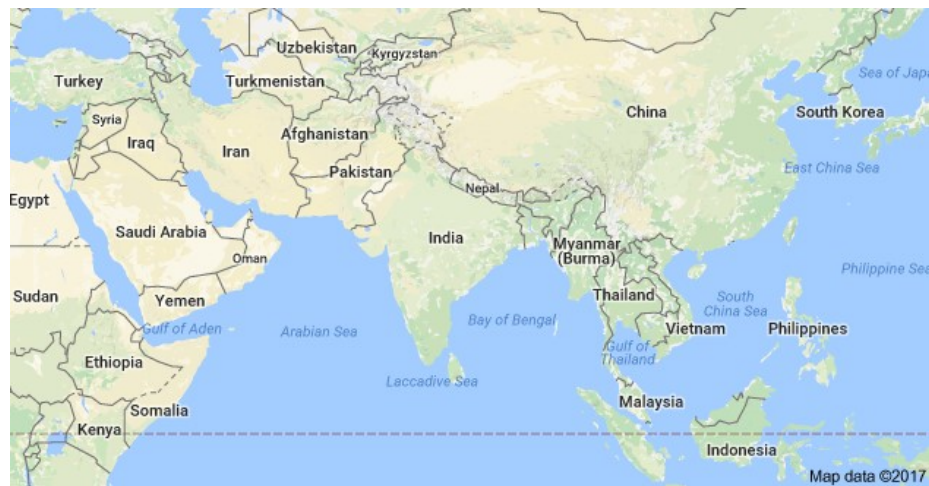 Uzbekistan
Kyrgyzstan
Turkey
Turkmenistan
Sea of Japa
China
South Korea
Syria
Afghanistan
Iraq
Iran
Pakistan
East China Sea
Nepal
Egypt
Saudi Arabia
India
Oman
Myanmar
(Burma)
Philippine Sea
Sudan
Yemen
Thailand
South
China Sea
Gulf of Aden
Arabian Sea
Bay of Bengal
Vietnam
Philippines
Gulf of
Thailand
Ethiopia
Laccadive Sea
Malaysia
Somalia
Kenya
Indonesia
Map data ©2017